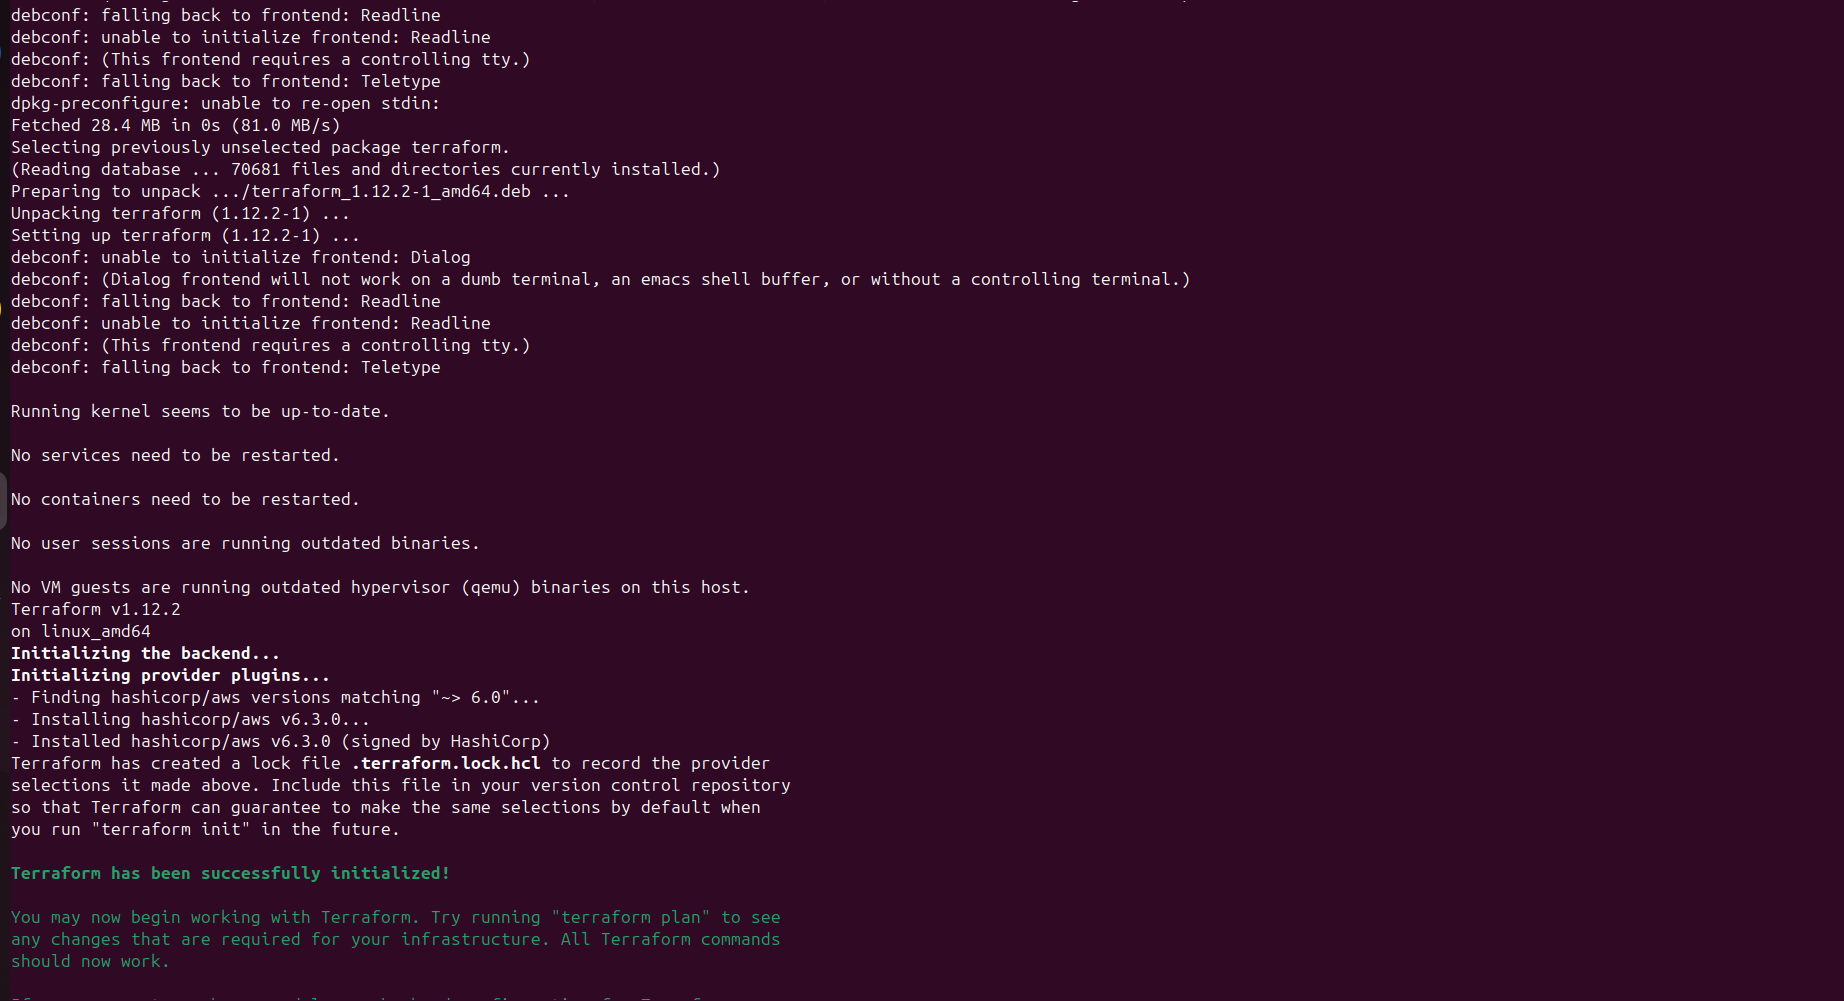 debconf: falling back to frontend: Readline
debconf: unable to initialize frontend: Readline
debconf: (This frontend requires a controlling tty.)
debconf: falling back to frontend: Teletype
dpkg-preconfigure: unable to re-open stdin:
Fetched 28.4 MB in 0s (81.0 MB/s)
Selecting previously unselected package terraform.
(Reading database ... 70681 files and directories currently installed.)
Preparing to unpack .../terraform_1.12.2-1_amd64.deb ...
Unpacking terraform (1.12.2-1) ...
Setting up terraform (1.12.2-1) ...
debconf: unable to initialize frontend: Dialog
debconf: (Dialog frontend will not work on a dumb terminal, an emacs shell buffer, or without a controlling terminal.)
debconf: falling back to frontend: Readline
debconf: unable to initialize frontend: Readline
debconf: (This frontend requires a controlling tty.)
debconf: falling back to frontend: Teletype
Running kernel seems to be up-to-date.
No services need to be restarted.
No containers need to be restarted.
No user sessions are running outdated binaries.
No VM guests are running outdated hypervisor (qemu) binaries on this host.
Terraform v1.12.2
on linux_amd64
Initializing the backend...
Initializing provider plugins...
- Finding hashicorp/aws versions matching "~> 6.0"...
- Installing hashicorp/aws v6.3.0...
- Installed hashicorp/aws v6.3.0 (signed by HashiCorp)
Terraform has created a lock file .terraform.lock.hcl to record the provider
selections it made above. Include this file in your version control repository
so that Terraform can guarantee to make the same selections by default when
you run "terraform init" in the future.
Terraform has been successfully initialized!
You may now begin working with Terraform. Try running "terraform plan" to see
any changes that are required for your infrastructure. All Terraform commands
should now work.